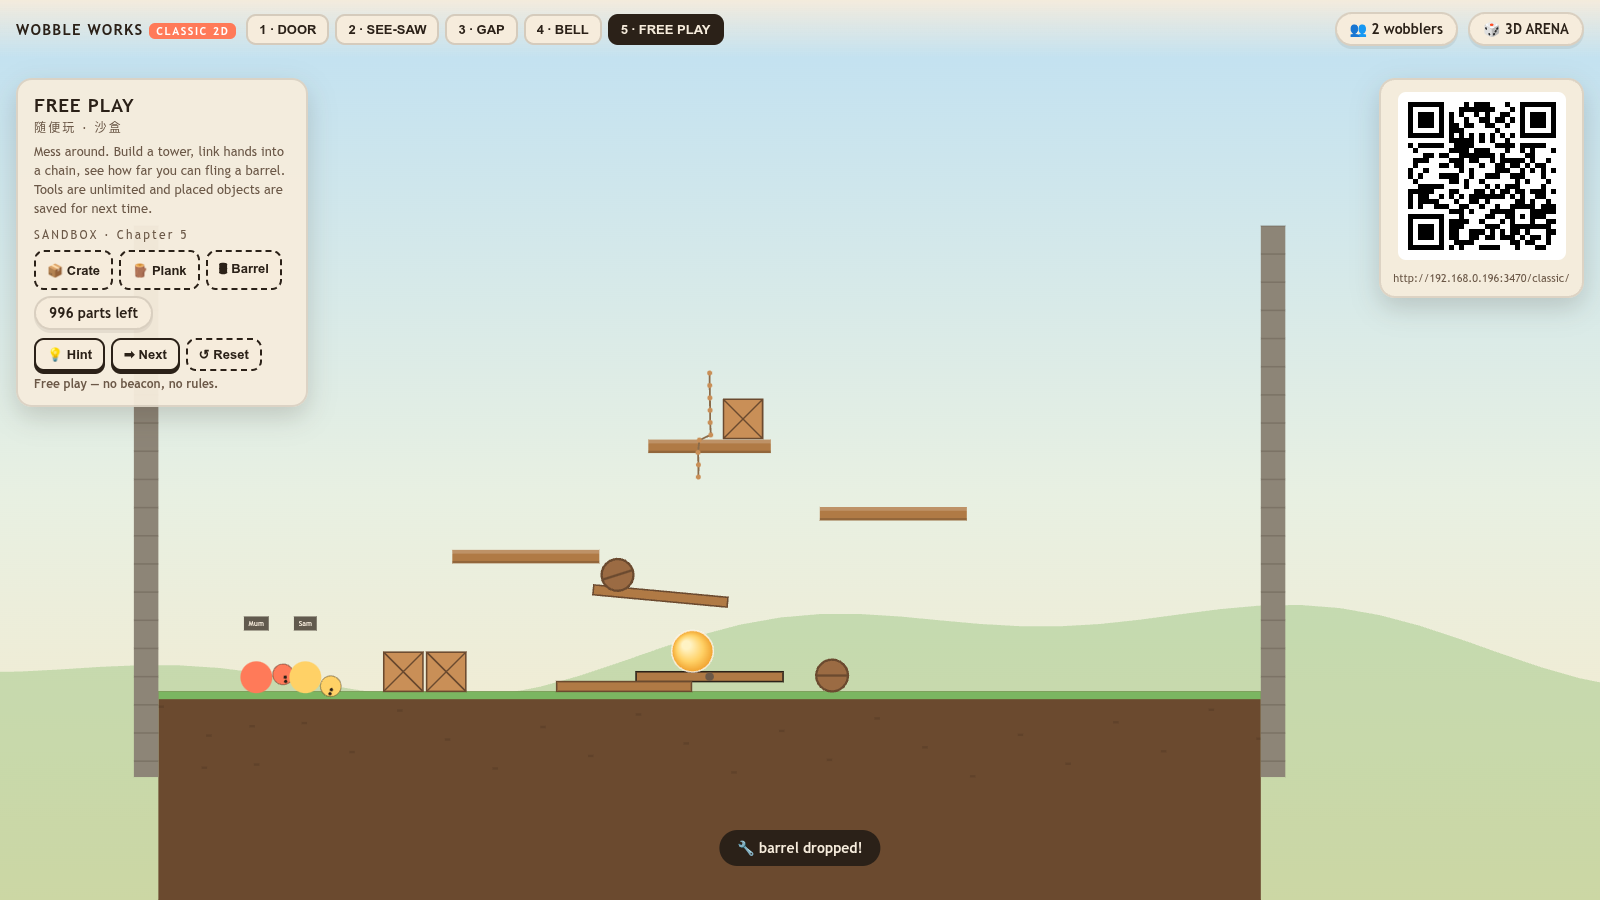 WOBBLE WORKS CLASSIC 2D 1 · DOOR 2 · SEE-SAW 3 · GAP 4 · BELL 5 · FREE PLAY 👥 2 wobblers 🎲 3D ARENA
FREE PLAY
随便玩 · 沙盒
Mess around. Build a tower, link hands into
a chain, see how far you can fling a barrel.
Tools are unlimited and placed objects are
saved for next time.
SANDBOX · Chapter 5
📦 Crate 🪵 Plank 🛢 Barrel
996 parts left
💡 Hint ➡ Next ↺ Reset
Free play — no beacon, no rules.
http://192.168.0.196:3470/classic/
Mum Sam
🔧 barrel dropped!